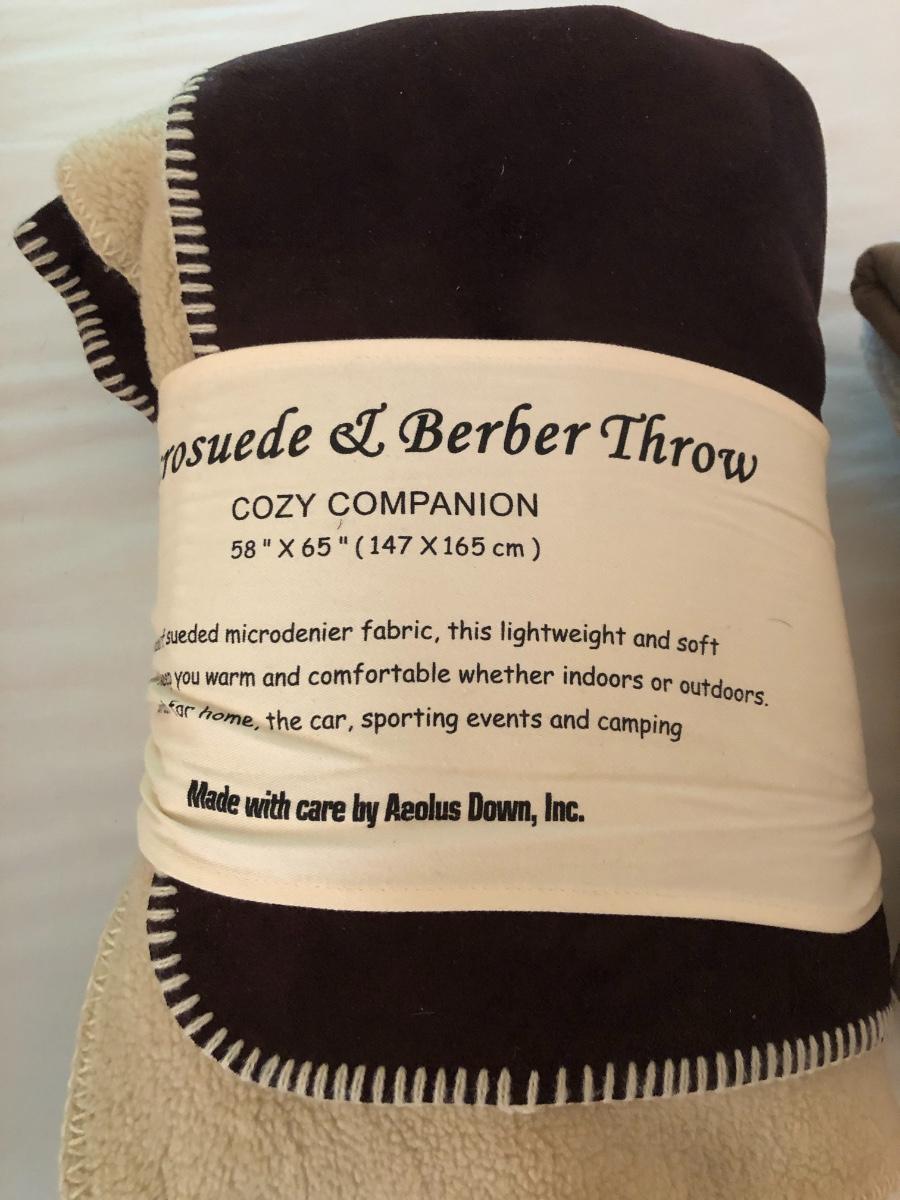 rosuede & Berber Throw
COZY COMPANION
58 " X 65 " ( 147 X 165 cm )
sueded microdenier fabric, this lightweight and soft
you warm and comfortable whether indoors or outdoors.
for home, the car, sporting events and camping
Made with care by Aeolus Down, Inc.